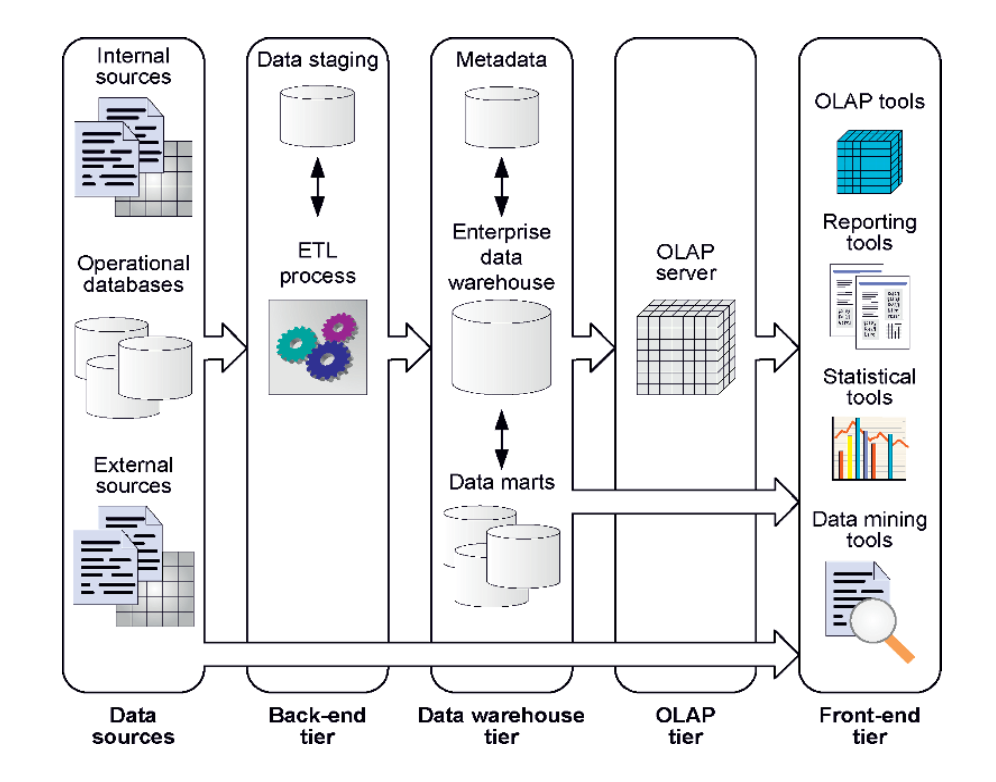 Internal
sources
Operational
databases
External
sources
Data
sources
Data staging
ETL
process
Back-end
tier
Metadata
Enterprise
data
warehouse
Data marts
Data warehouse
tier
OLAP
server
OLAP
tier
OLAP tools
Reporting
tools
Statistical
tools
Data mining
tools
Front-end
tier